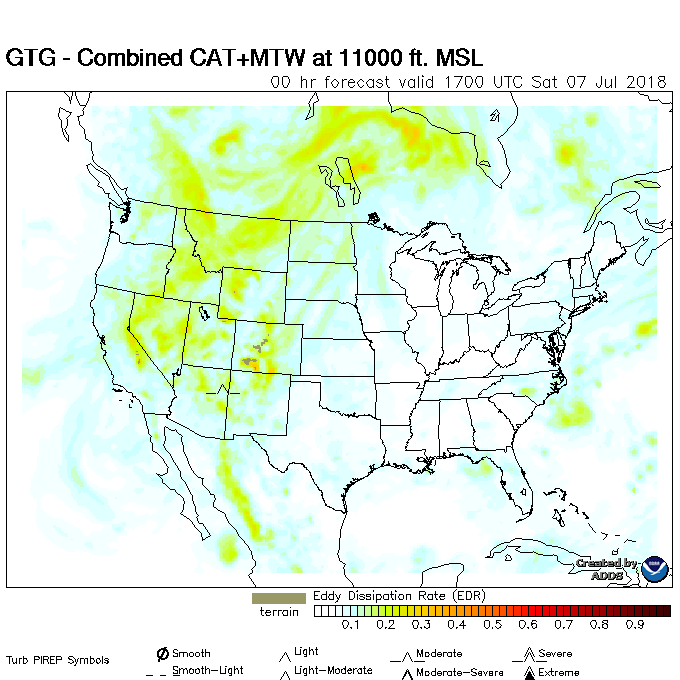 GTG - Combined CAT+MTW at 11000 ft. MSL
00 hr forecast valid 1700 UTC Sat 07 Jul 2018
Created by
ADDS
Eddy Dissipation Rate (EDR)
terrain
0.1 0.2 0.3 0.4 0.5 0.6 0.7 0.8 0.9
Turb PIREP Symbols
Smooth Light Moderate Severe
Smooth-Light Light-Moderate Moderate-Severe Extreme